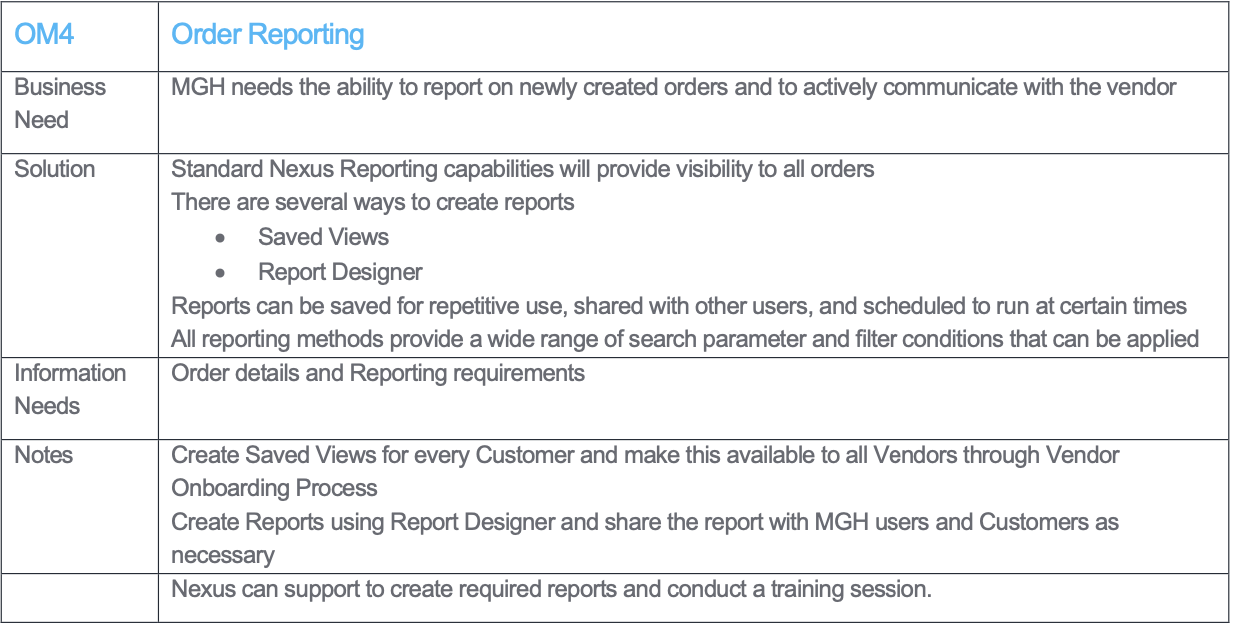 OM4
Order Reporting
Business
Need
MGH needs the ability to report on newly created orders and to actively communicate with the vendor
Solution
Standard Nexus Reporting capabilities will provide visibility to all orders
There are several ways to create reports
• Saved Views
• Report Designer
Reports can be saved for repetitive use, shared with other users, and scheduled to run at certain times
All reporting methods provide a wide range of search parameter and filter conditions that can be applied
Information
Needs
Order details and Reporting requirements
Notes
Create Saved Views for every Customer and make this available to all Vendors through Vendor
Onboarding Process
Create Reports using Report Designer and share the report with MGH users and Customers as
necessary
Nexus can support to create required reports and conduct a training session.